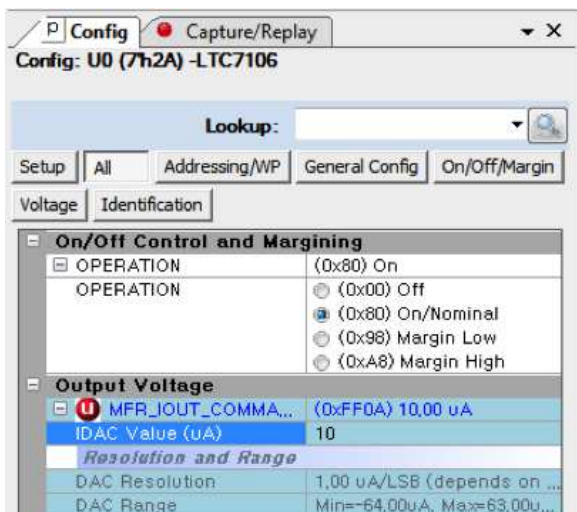 Config Capture/Replay
Config: U0 (7'h2A) -LTC7106
Lookup:
Setup All Addressing/WP General Config On/Off/Margin
Voltage Identification
On/Off Control and Margining
OPERATION (0x80) On
OPERATION (0x00) Off
(0x80) On/Nominal
(0x98) Margin Low
(0xA8) Margin High
Output Voltage
U MFR_IOUT_COMMA... (0xFF0A) 10,00 uA
IDAC Value (uA) 10
Resolution and Range
DAC Resolution 1,00 uA/LSB (depends on ...
DAC Range Min=-64,00uA, Max=63,00u...